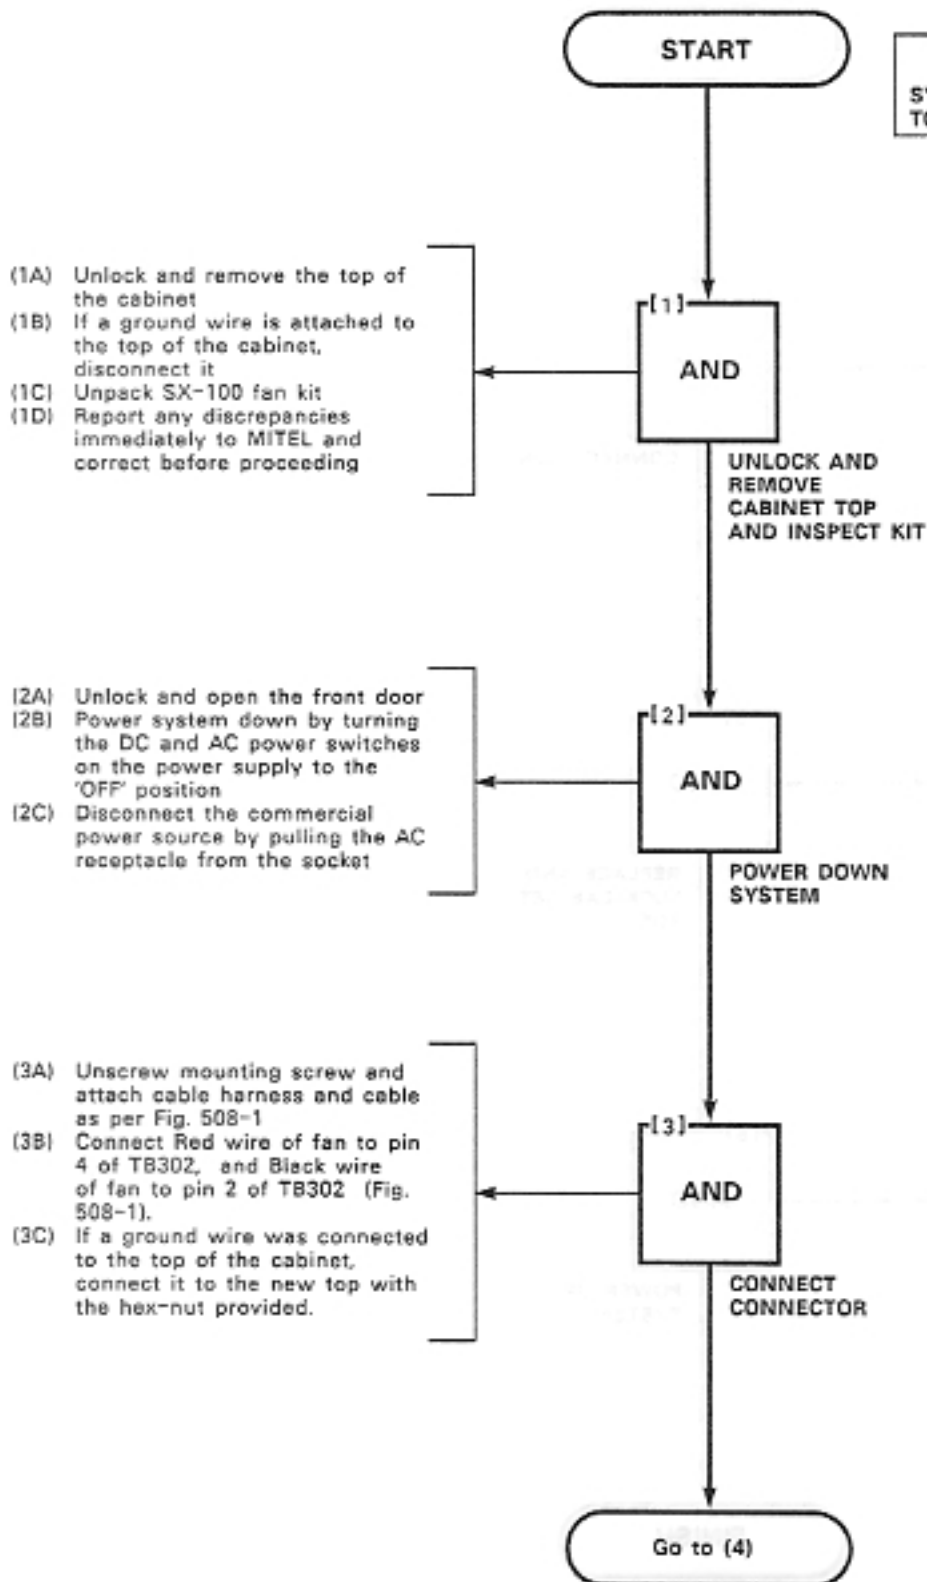 START
SY
TO
(1A) Unlock and remove the top of
the cabinet
(1B) If a ground wire is attached to
the top of the cabinet,
disconnect it
(1C) Unpack SX-100 fan kit
(1D) Report any discrepancies
immediately to MITEL and
correct before proceeding
[1]
AND
UNLOCK AND
REMOVE
CABINET TOP
AND INSPECT KIT
(2A) Unlock and open the front door
(2B) Power system down by turning
the DC and AC power switches
on the power supply to the
'OFF' position
(2C) Disconnect the commercial
power source by pulling the AC
receptacle from the socket
[2]
AND
POWER DOWN
SYSTEM
(3A) Unscrew mounting screw and
attach cable harness and cable
as per Fig. 508-1
(3B) Connect Red wire of fan to pin
4 of TB302, and Black wire
of fan to pin 2 of TB302 (Fig.
508-1).
(3C) If a ground wire was connected
to the top of the cabinet,
connect it to the new top with
the hex-nut provided.
[3]
AND
CONNECT
CONNECTOR
Go to (4)